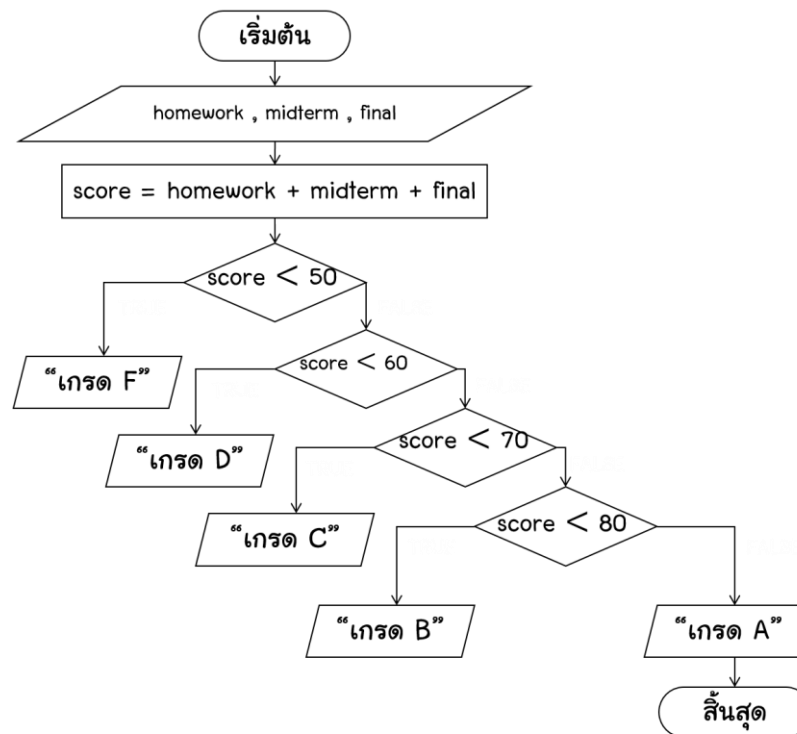 เริ่มต้น
homework , midterm , final
score = homework + midterm + final
score < 50
score < 60
“เกรด F”
score < 70
“เกรด D”
score < 80
“เกรด C”
“เกรด B”
“เกรด A”
สิ้นสุด